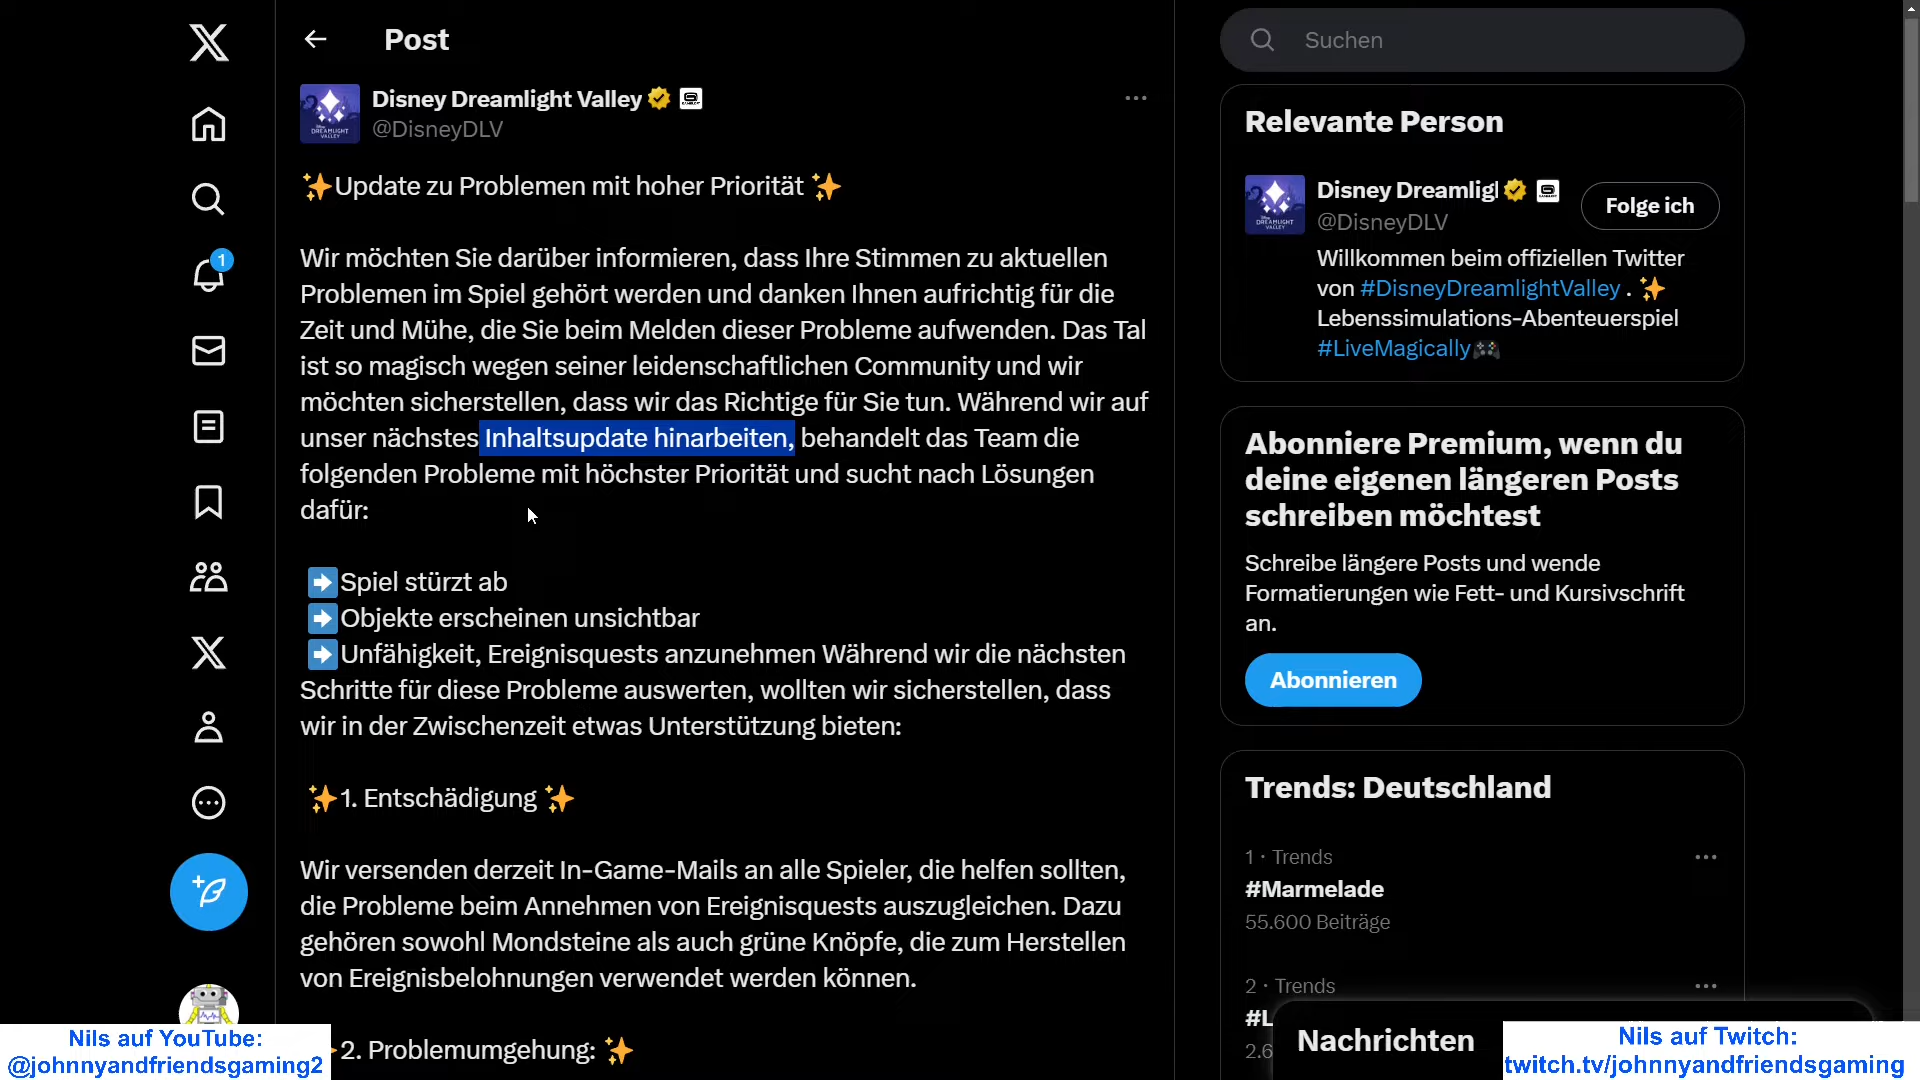 Post
Disney Dreamlight Valley
@DisneyDLV
✨Update zu Problemen mit hoher Priorität ✨
Wir möchten Sie darüber informieren, dass Ihre Stimmen zu aktuellen
Problemen im Spiel gehört werden und danken Ihnen aufrichtig für die
Zeit und Mühe, die Sie beim Melden dieser Probleme aufwenden. Das Tal
ist so magisch wegen seiner leidenschaftlichen Community und wir
möchten sicherstellen, dass wir das Richtige für Sie tun. Während wir auf
unser nächstes Inhaltsupdate hinarbeiten, behandelt das Team die
folgenden Probleme mit höchster Priorität und sucht nach Lösungen
dafür:
➡Spiel stürzt ab
➡Objekte erscheinen unsichtbar
➡Unfähigkeit, Ereignisquests anzunehmen Während wir die nächsten
Schritte für diese Probleme auswerten, wollten wir sicherstellen, dass
wir in der Zwischenzeit etwas Unterstützung bieten:
✨1. Entschädigung ✨
Wir versenden derzeit In-Game-Mails an alle Spieler, die helfen sollten,
die Probleme beim Annehmen von Ereignisquests auszugleichen. Dazu
gehören sowohl Mondsteine als auch grüne Knöpfe, die zum Herstellen
von Ereignisbelohnungen verwendet werden können.
2. Problemumgehung: ✨
1
Suchen
Relevante Person
Disney Dreamligl
@DisneyDLV
Folge ich
Willkommen beim offiziellen Twitter
von #DisneyDreamlightValley . ✨
Lebenssimulations-Abenteuerspiel
#LiveMagically🎮
Abonniere Premium, wenn du
deine eigenen längeren Posts
schreiben möchtest
Schreibe längere Posts und wende
Formatierungen wie Fett- und Kursivschrift
an.
Abonnieren
Trends: Deutschland
1 · Trends
#Marmelade
55.600 Beiträge
2 · Trends
#L
2.6
Nachrichten
Nils auf YouTube:
@johnnyandfriendsgaming2
Nils auf Twitch:
twitch.tv/johnnyandfriendsgaming